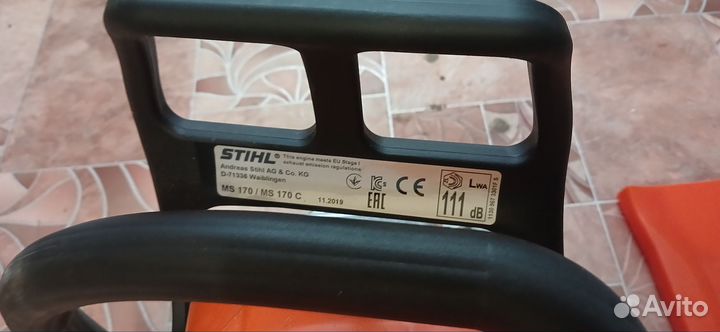 STIHL This engine meets EU Stage I
exhaust emission regulations
Andreas Stihl AG & Co. KG
D-71336 Waiblingen
MS 170 / MS 170 C 11.2019
EAC
CE
LWA
111 dB
Avito